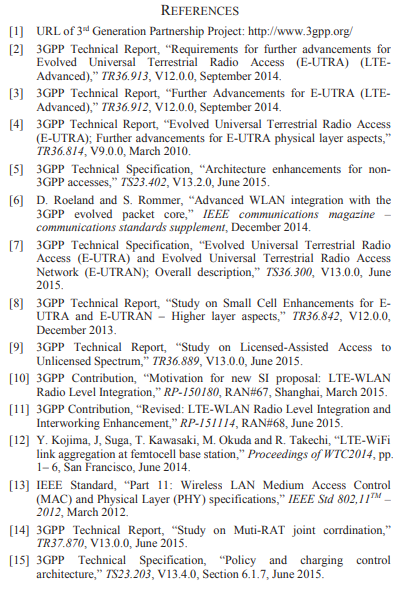 REFERENCES
[1] URL of 3rd Generation Partnership Project: http://www.3gpp.org/
[2] 3GPP Technical Report, “Requirements for further advancements for
Evolved Universal Terrestrial Radio Access (E-UTRA) (LTE-
Advanced),” TR36.913, V12.0.0, September 2014.
[3] 3GPP Technical Report, “Further Advancements for E-UTRA (LTE-
Advanced),” TR36.912, V12.0.0, September 2014.
[4] 3GPP Technical Report, “Evolved Universal Terrestrial Radio Access
(E-UTRA); Further advancements for E-UTRA physical layer aspects,”
TR36.814, V9.0.0, March 2010.
[5] 3GPP Technical Specification, “Architecture enhancements for non-
3GPP accesses,” TS23.402, V13.2.0, June 2015.
[6] D. Roeland and S. Rommer, “Advanced WLAN integration with the
3GPP evolved packet core,” IEEE communications magazine –
communications standards supplement, December 2014.
[7] 3GPP Technical Specification, “Evolved Universal Terrestrial Radio
Access (E-UTRA) and Evolved Universal Terrestrial Radio Access
Network (E-UTRAN); Overall description,” TS36.300, V13.0.0, June
2015.
[8] 3GPP Technical Report, “Study on Small Cell Enhancements for E-
UTRA and E-UTRAN – Higher layer aspects,” TR36.842, V12.0.0,
December 2013.
[9] 3GPP Technical Report, “Study on Licensed-Assisted Access to
Unlicensed Spectrum,” TR36.889, V13.0.0, June 2015.
[10] 3GPP Contribution, “Motivation for new SI proposal: LTE-WLAN
Radio Level Integration,” RP-150180, RAN#67, Shanghai, March 2015.
[11] 3GPP Contribution, “Revised: LTE-WLAN Radio Level Integration and
Interworking Enhancement,” RP-151114, RAN#68, June 2015.
[12] Y. Kojima, J, Suga, T. Kawasaki, M. Okuda and R. Takechi, “LTE-WiFi
link aggregation at femtocell base station,” Proceedings of WTC2014, pp.
1– 6, San Francisco, June 2014.
[13] IEEE Standard, “Part 11: Wireless LAN Medium Access Control
(MAC) and Physical Layer (PHY) specifications,” IEEE Std 802,11TM –
2012, March 2012.
[14] 3GPP Technical Report, “Study on Muti-RAT joint corrdination,”
TR37.870, V13.0.0, June 2015.
[15] 3GPP Technical Specification, “Policy and charging control
architecture,” TS23.203, V13.4.0, Section 6.1.7, June 2015.